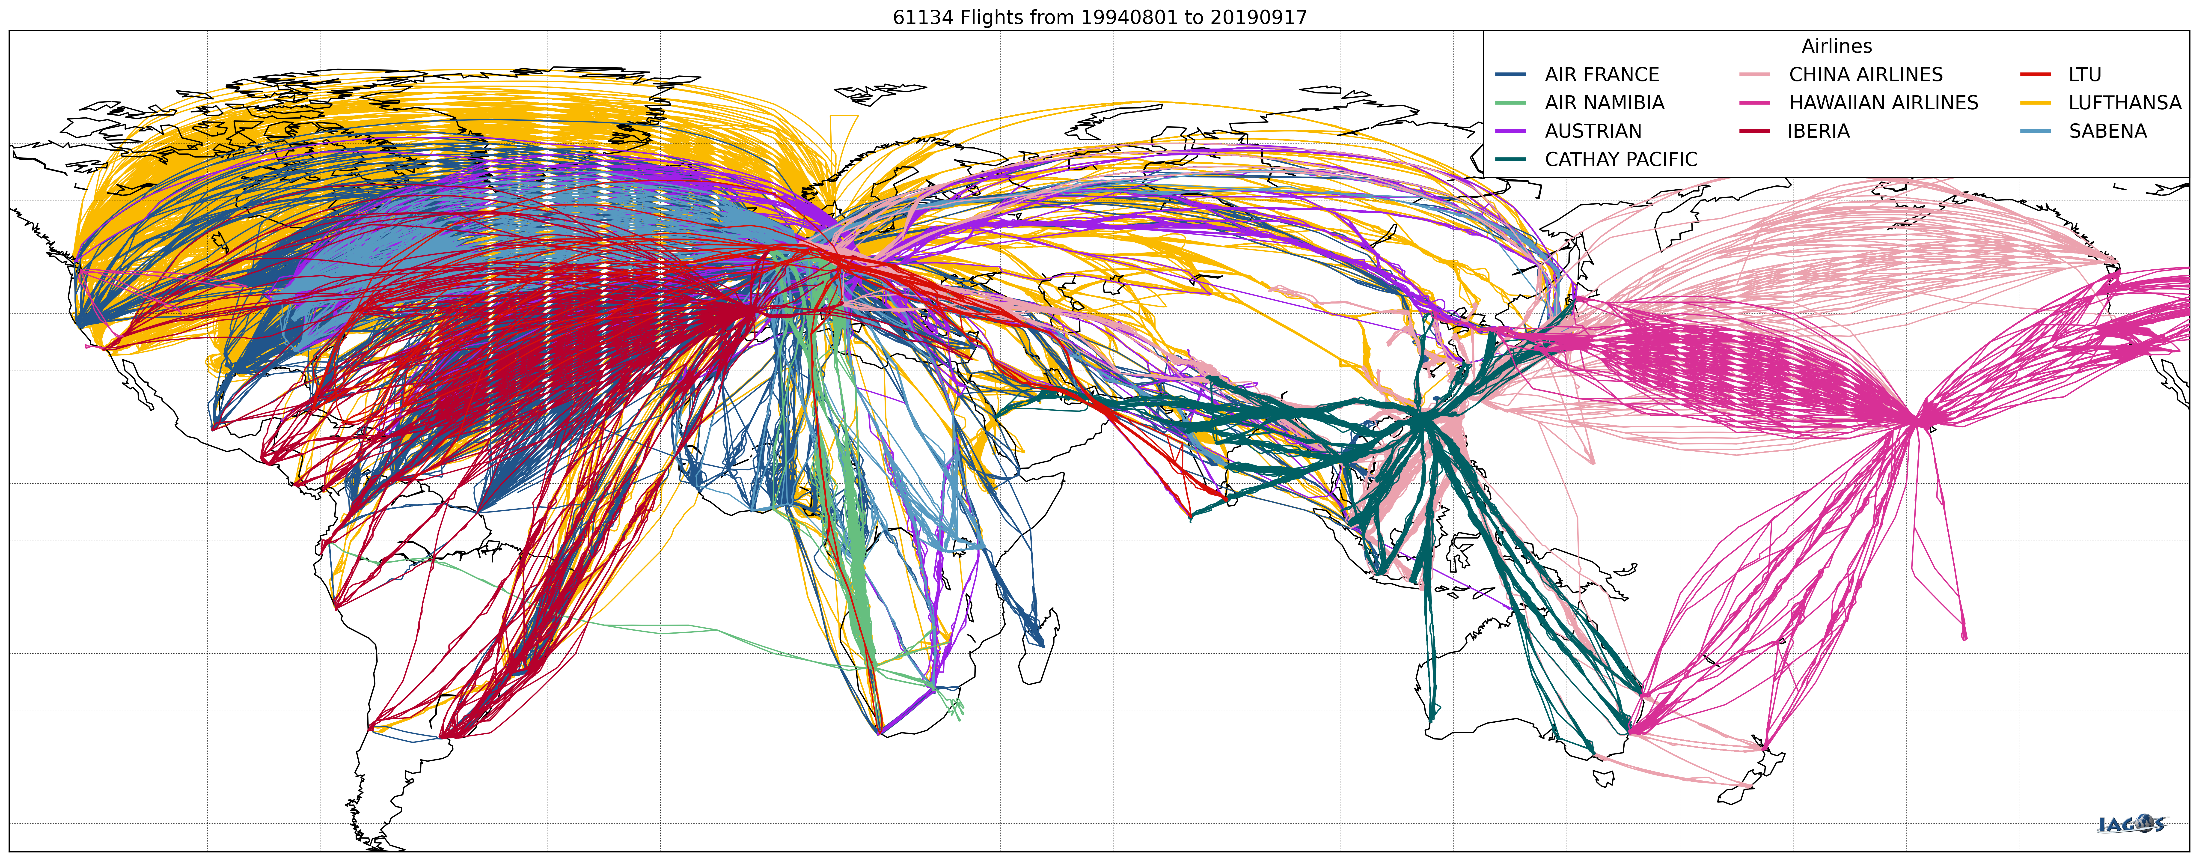 61134 Flights from 19940801 to 20190917
Airlines
AIR FRANCE
AIR NAMIBIA
AUSTRIAN
CATHAY PACIFIC
CHINA AIRLINES
HAWAIIAN AIRLINES
IBERIA
LTU
LUFTHANSA
SABENA
IAGOS